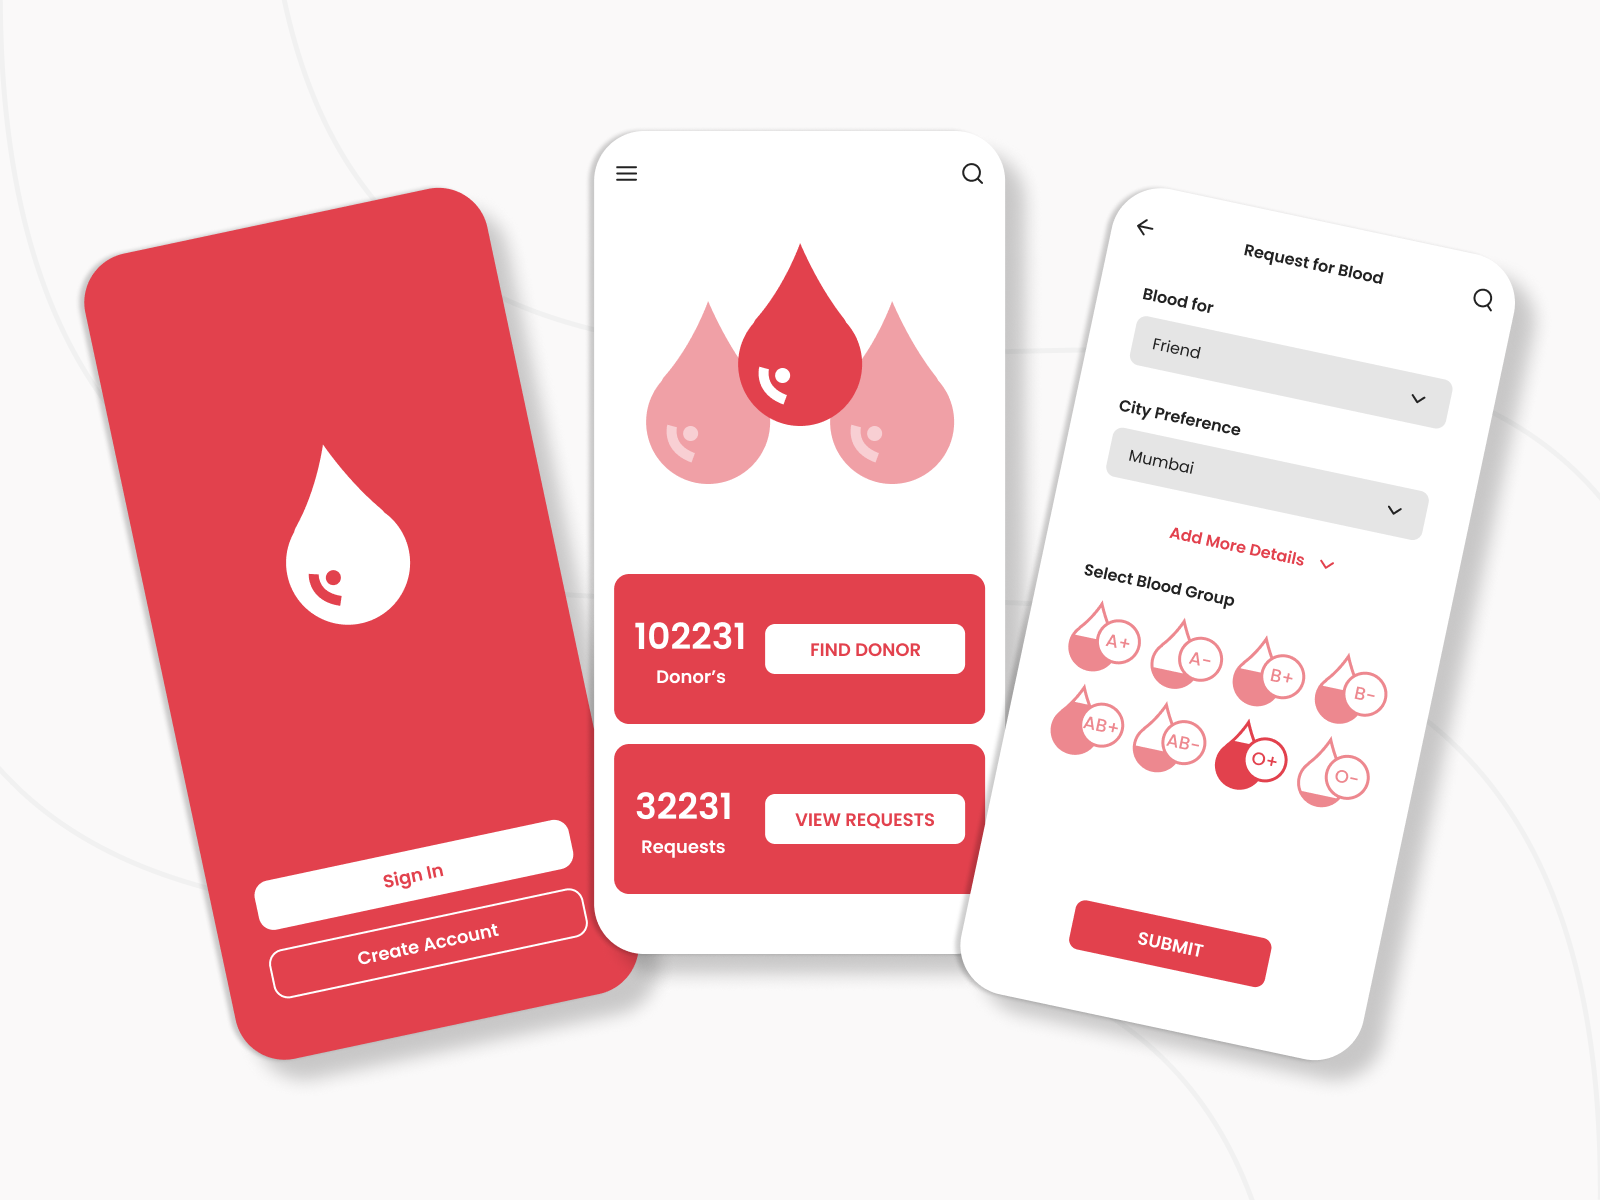 Sign In
Create Account
102231
Donor’s
FIND DONOR
32231
Requests
VIEW REQUESTS
Request for Blood
Blood for
Friend
City Preference
Mumbai
Add More Details
Select Blood Group
A+ A- B+ B-
AB+ AB- O+ O-
SUBMIT